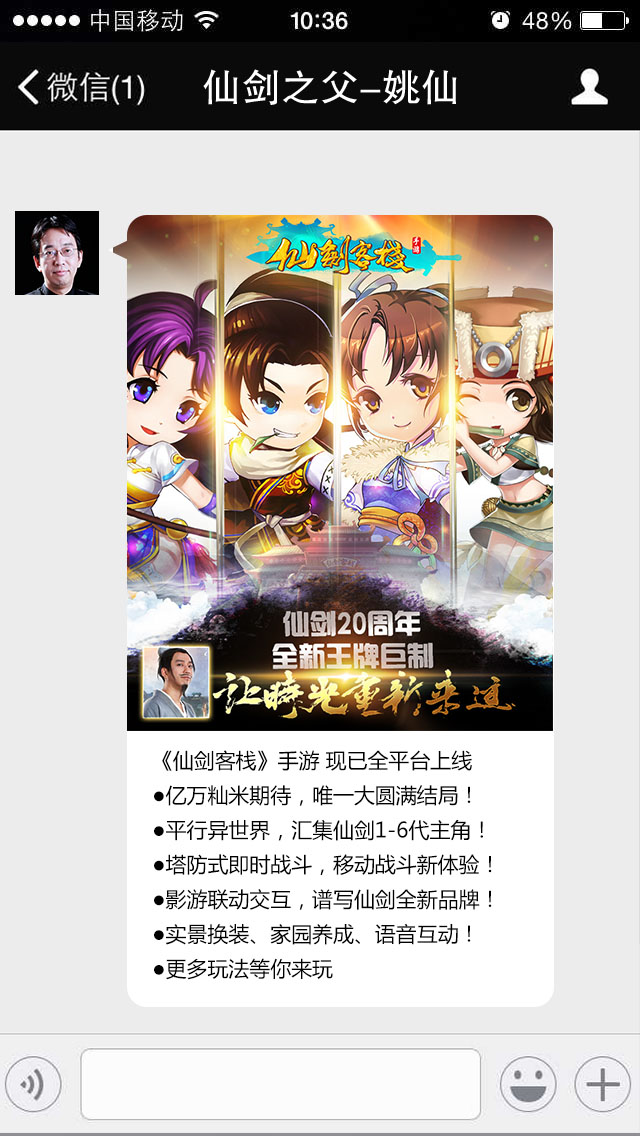 中国移动
10:36
48%
微信(1)
仙剑之父-姚仙
仙剑客栈
手游
仙剑20周年
全新王牌巨制
让時光重新来过
《仙剑客栈》手游 现已全平台上线
●亿万籼米期待，唯一大圆满结局！
●平行异世界，汇集仙剑1-6代主角！
●塔防式即时战斗，移动战斗新体验！
●影游联动交互，谱写仙剑全新品牌！
●实景换装、家园养成、语音互动！
●更多玩法等你来玩